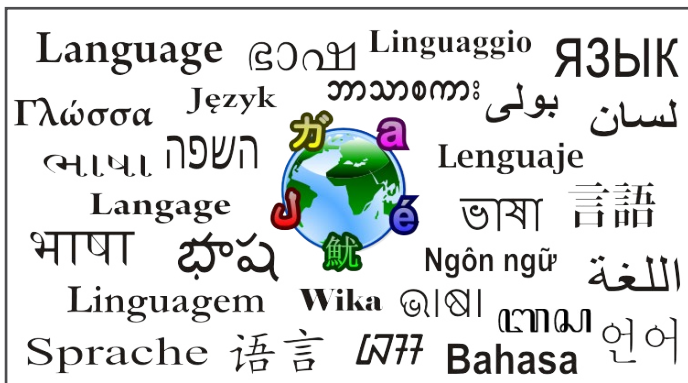 Language
ഭാഷ
Linguaggio
ЯЗЫК
Γλώσσα
Język
ဘာသာစကား
بولی
لسان
ભાષા
השפה
ガ
a
Lenguaje
Langage
é
ভাষা
言語
भाषा
భాష
Ngôn ngữ
اللغة
Linguagem
Wika
ଭାଷା
언어
Sprache
语言
Bahasa